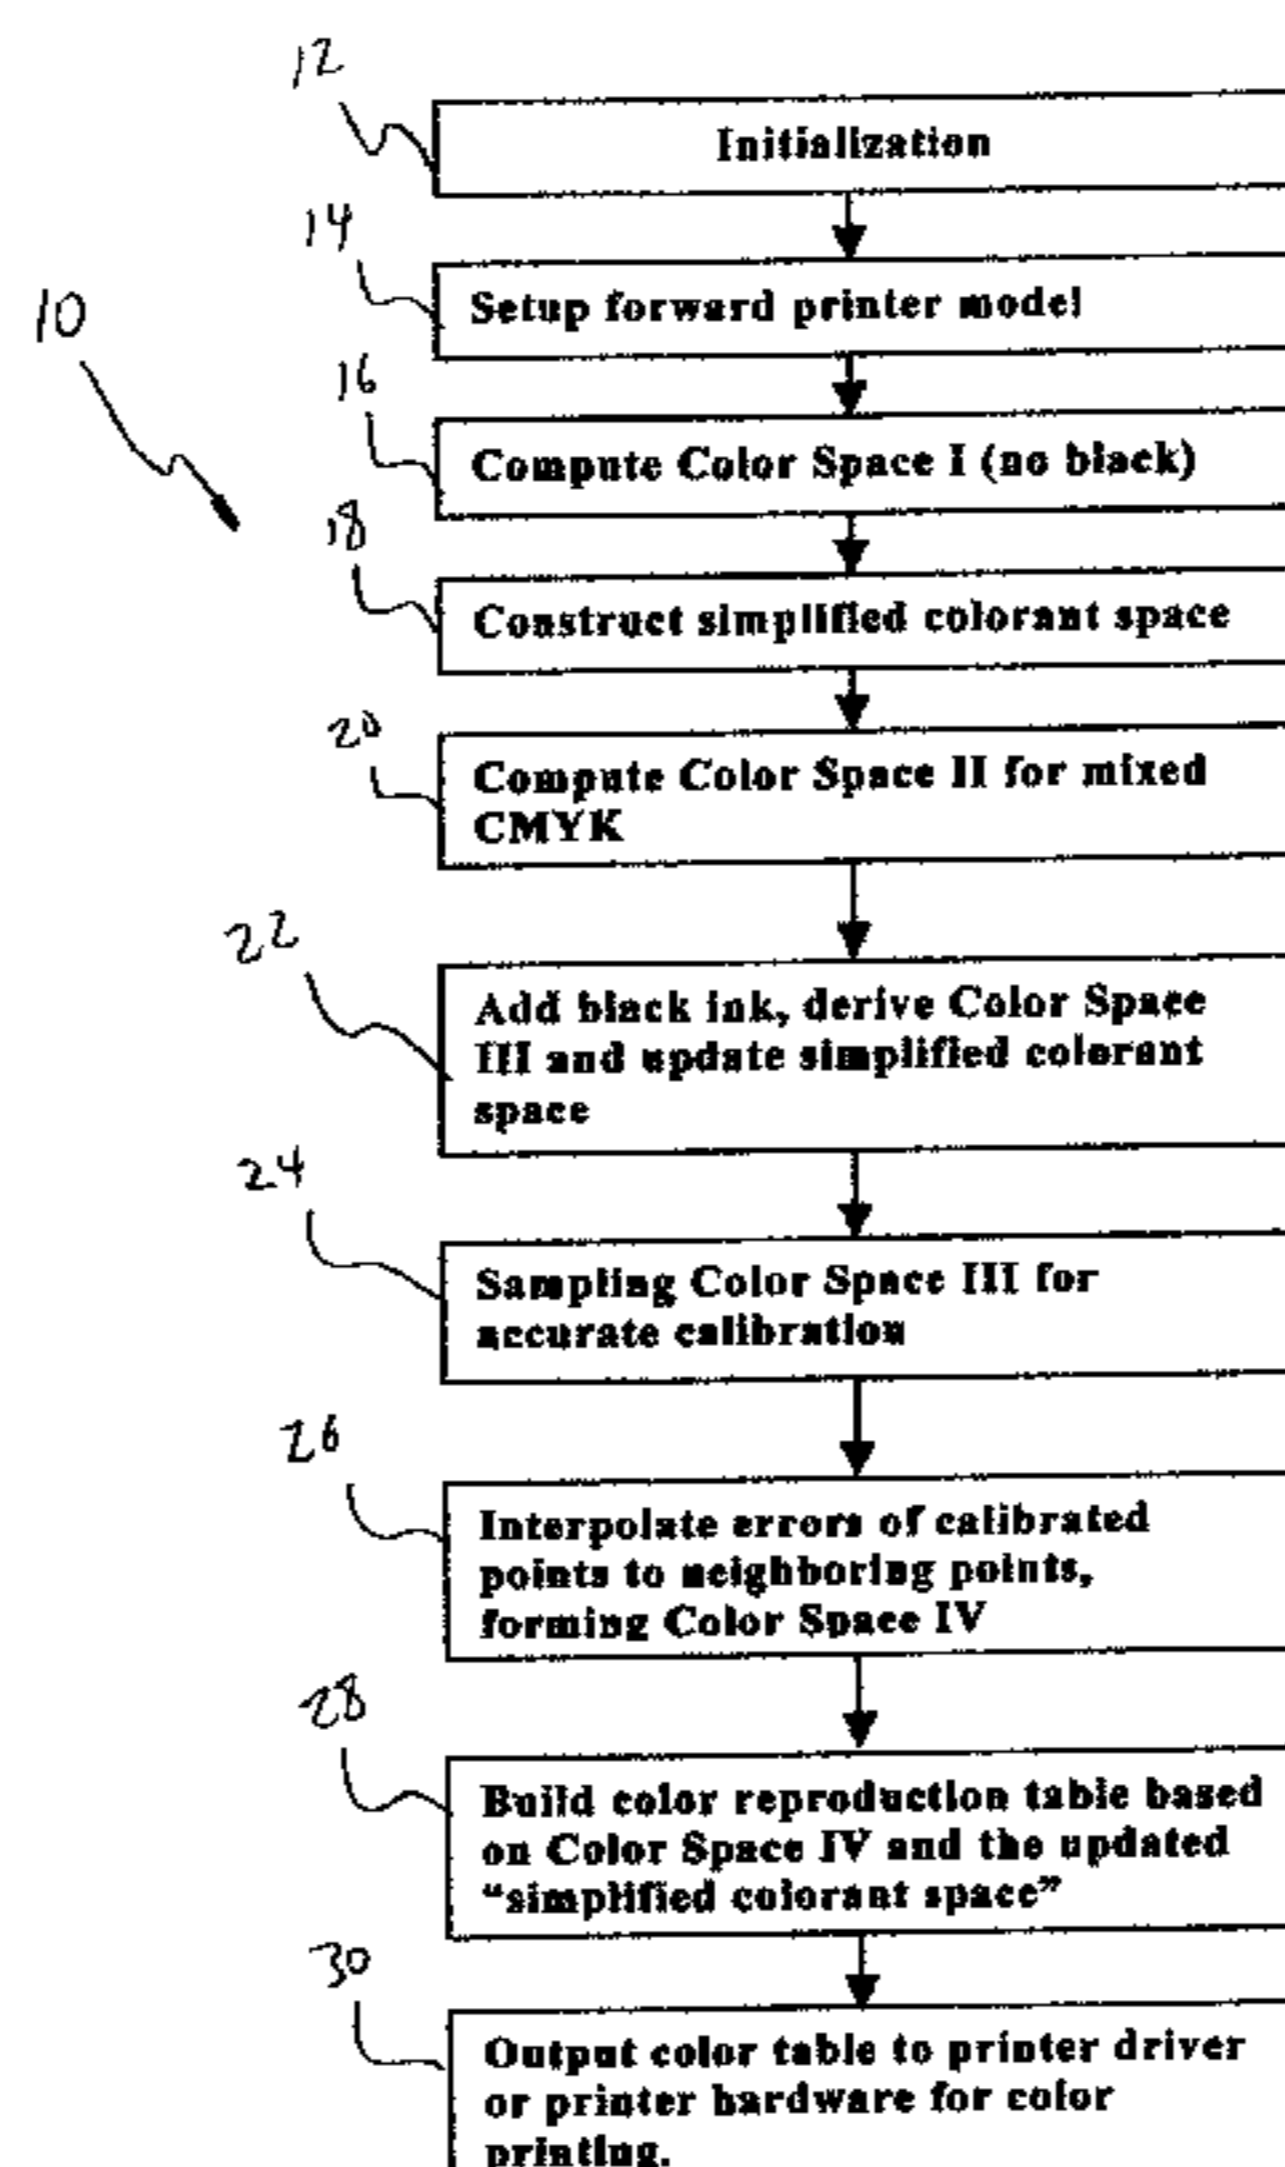 12
Initialization
14
Setup forward printer model
10
16
Compute Color Space I (no black)
18
Construct simplified colorant space
20
Compute Color Space II for mixed
CMYK
22
Add black ink, derive Color Space
III and update simplified colorant
space
24
Sampling Color Space III for
accurate calibration
26
Interpolate errors of calibrated
points to neighboring points,
forming Color Space IV
28
Build color reproduction table based
on Color Space IV and the updated
“simplified colorant space”
30
Output color table to printer driver
or printer hardware for color
printing.